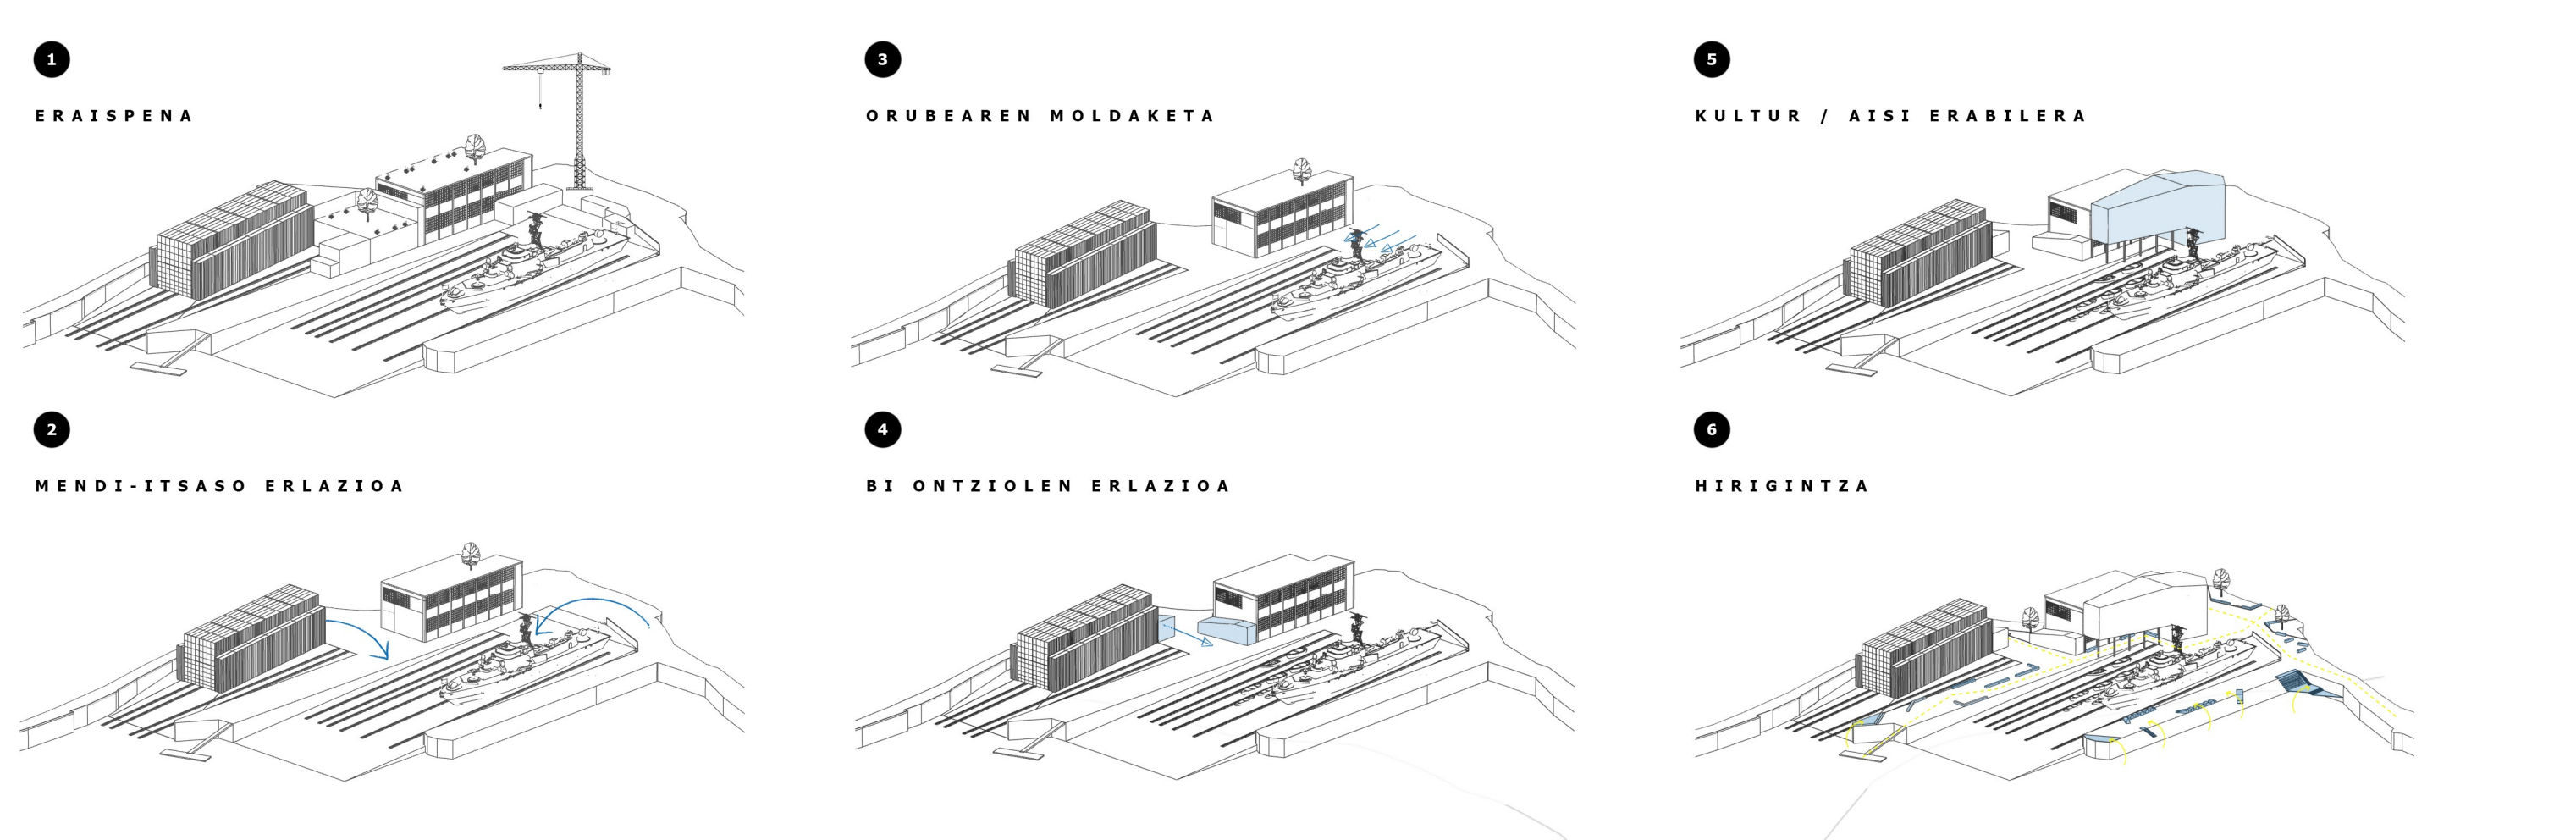 1
ERAISPENA
2
MENDI-ITSASO ERLAZIOA
3
ORUBEAREN MOLDAKETA
4
BI ONTZIOLEN ERLAZIOA
5
KULTUR / AISI ERABILERA
6
HIRIGINTZA